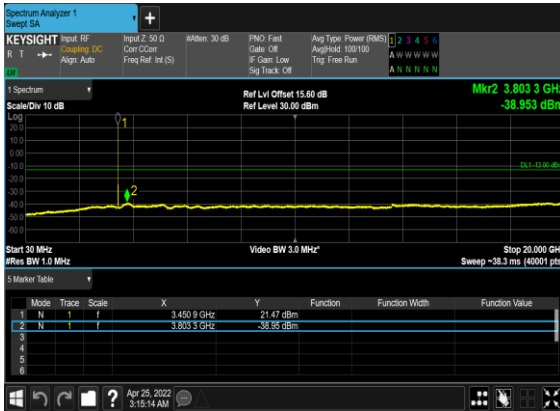 Spectrum Analyzer 1
Swept SA
+
KEYSIGHT Input: RF Input Z: 50 Ω #Atten: 30 dB PNO: Fast Avg Type: Power (RMS) 1 2 3 4 5 6
R T Coupling: DC Corr CCorr Gate: Off Avg|Hold: 100/100 A W W W W W
Align: Auto Freq Ref: Int (S) IF Gain: Low Trig: Free Run
Sig Track: Off A N N N N N
1 Spectrum Ref Lvl Offset 15.60 dB Mkr2 3.803 3 GHz
Scale/Div 10 dB Ref Level 30.00 dBm -38.953 dBm
Log
1
20.0
10.0
0.00
-10.0
DL1 -13.00 dBm
-20.0
-30.0
2
-40.0
-50.0
-60.0
Start 30 MHz Video BW 3.0 MHz* Stop 20.000 GHz
#Res BW 1.0 MHz Sweep ~38.3 ms (40001 pts)
5 Marker Table
Mode Trace Scale X Y Function Function Width Function Value
1 N 1 f 3.450 9 GHz 21.47 dBm
2 N 1 f 3.803 3 GHz -38.95 dBm
3
4
5
6
? Apr 25, 2022
3:15:14 AM